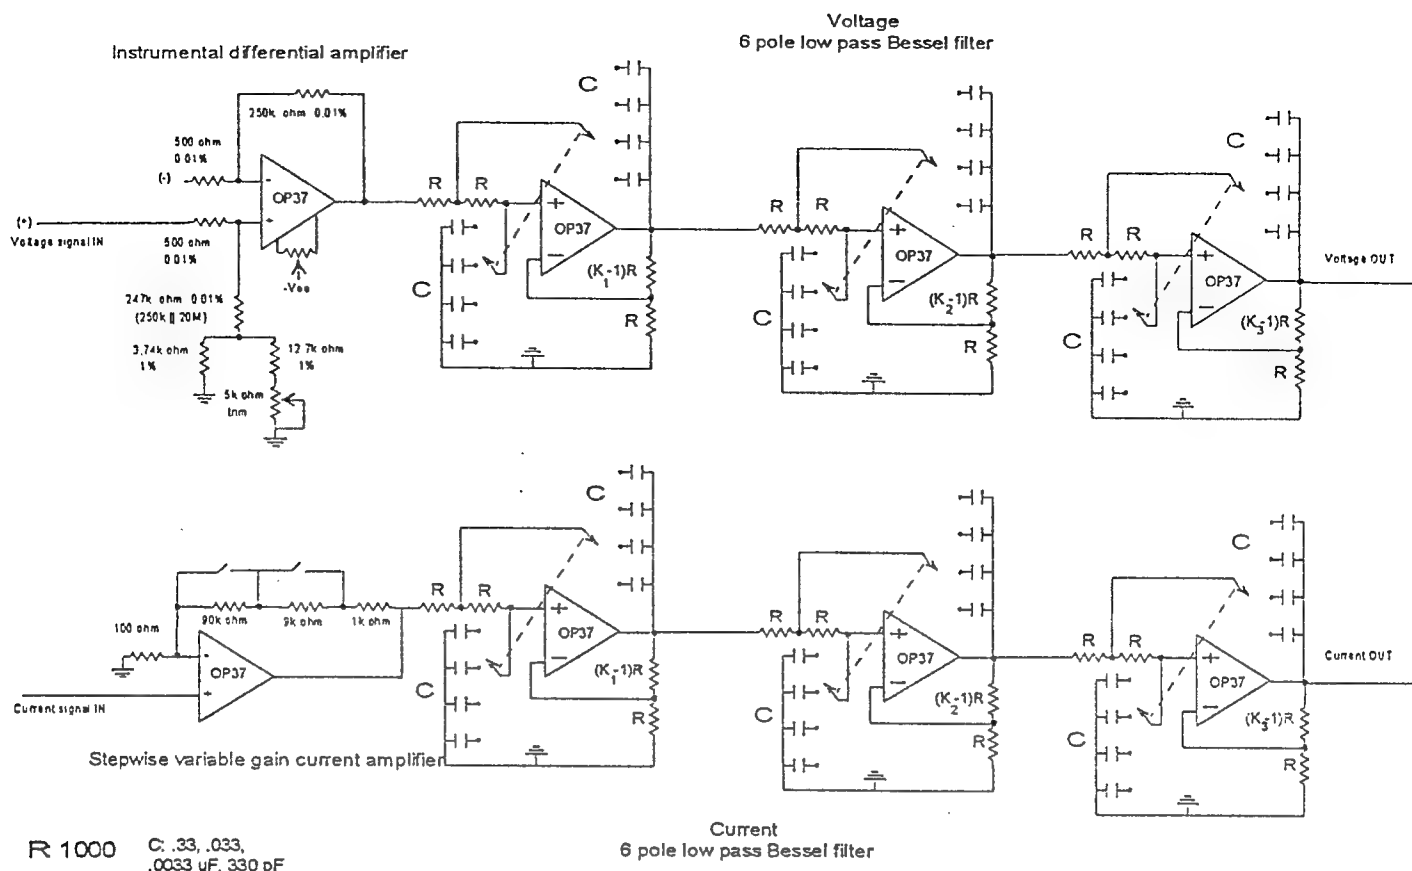 Voltage
6 pole low pass Bessel filter
Instrumental differential amplifier
250k ohm 0.01%
500 ohm
0.01%
(-)
-
+
OP37
(+)
Voltage signal IN
500 ohm
0.01%
-Vee
247k ohm 0.01%
(250k || 20M)
3.74k ohm
1%
12.7k ohm
1%
5k ohm
trim
R
R
C
C
+
-
OP37
(K1-1)R
R
R
R
C
C
+
-
OP37
(K2-1)R
R
R
R
C
C
+
-
OP37
(K3-1)R
R
Voltage OUT
90k ohm
9k ohm
1k ohm
100 ohm
-
+
OP37
Current signal IN
Stepwise variable gain current amplifier
R
R
C
C
+
-
OP37
(K1-1)R
R
R
R
C
C
+
-
OP37
(K2-1)R
R
R
R
C
C
+
-
OP37
(K3-1)R
R
Current OUT
Current
6 pole low pass Bessel filter
R 1000
C: .33, .033,
.0033 uF, 330 pF